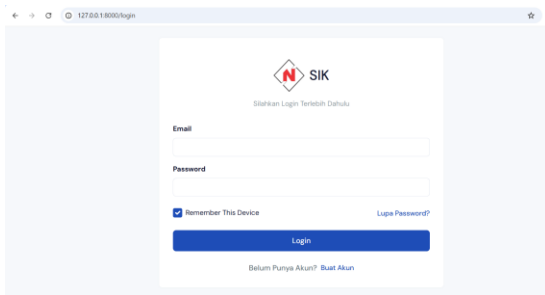 127.0.0.1:8000/login
N SIK
Silahkan Login Terlebih Dahulu
Email
Password
Remember This Device Lupa Password?
Login
Belum Punya Akun? Buat Akun